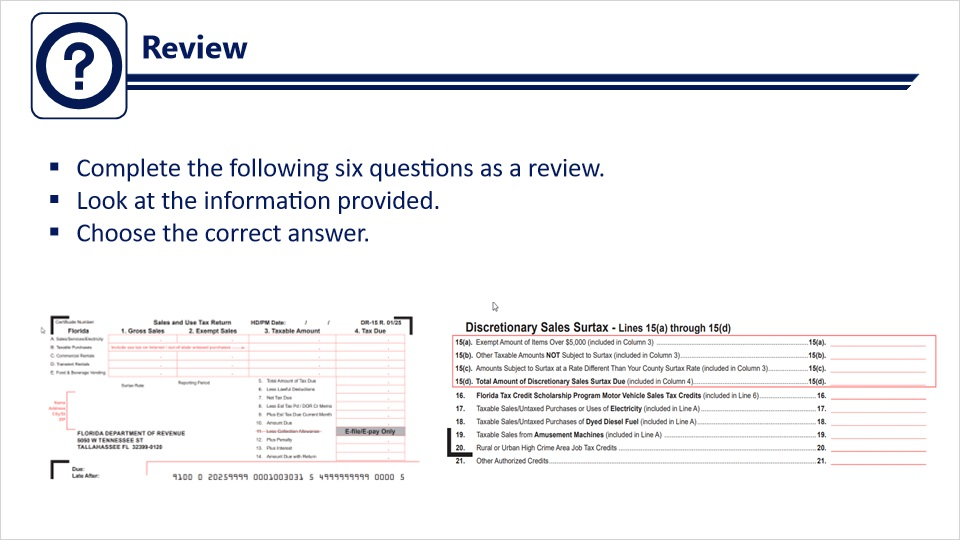 ?
Review
Complete the following six questions as a review.
Look at the information provided.
Choose the correct answer.
Certificate Number: Sales and Use Tax Return HD/PM Date: / / DR-15 R. 01/25
Florida 1. Gross Sales 2. Exempt Sales 3. Taxable Amount 4. Tax Due
A. Sales/Services/Electricity
B. Taxable Purchases
C. Commercial Rentals
D. Transient Rentals
E. Food & Beverage Vending
Surtax Rate: Reporting Period
5. Total Amount of Tax Due
6. Less Lawful Deductions
7. Net Tax Due
8. Less Est Tax Pd / DOR Cr Memo
9. Plus Est Tax Due Current Month
10. Amount Due
11. Less Collection Allowance E-file/E-pay Only
12. Plus Penalty
13. Plus Interest
14. Amount Due with Return
Name
Address
City/St
ZIP
FLORIDA DEPARTMENT OF REVENUE
5050 W TENNESSEE ST
TALLAHASSEE FL 32399-0120
Due:
Late After:
9100 0 20259999 0001003031 5 4999999999 0000 5
Discretionary Sales Surtax - Lines 15(a) through 15(d)
15(a). Exempt Amount of Items Over $5,000 (included in Column 3) 15(a).
15(b). Other Taxable Amounts NOT Subject to Surtax (included in Column 3) 15(b).
15(c). Amounts Subject to Surtax at a Rate Different Than Your County Surtax Rate (included in Column 3) 15(c).
15(d). Total Amount of Discretionary Sales Surtax Due (included in Column 4) 15(d).
16. Florida Tax Credit Scholarship Program Motor Vehicle Sales Tax Credits (included in Line 6) 16.
17. Taxable Sales/Untaxed Purchases or Uses of Electricity (included in Line A) 17.
18. Taxable Sales/Untaxed Purchases of Dyed Diesel Fuel (included in Line A) 18.
19. Taxable Sales from Amusement Machines (included in Line A) 19.
20. Rural or Urban High Crime Area Job Tax Credits 20.
21. Other Authorized Credits 21.